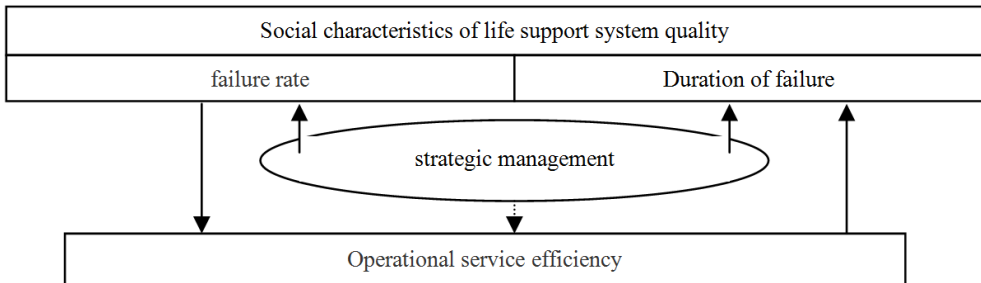 Social characteristics of life support system quality
failure rate
Duration of failure
strategic management
Operational service efficiency